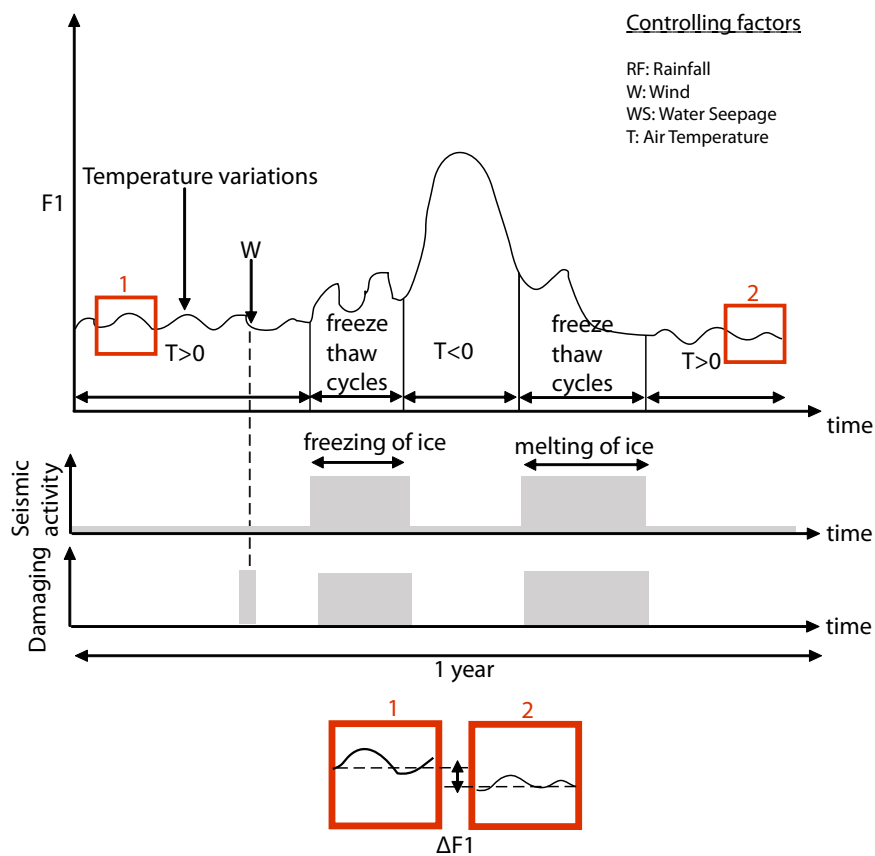 Controlling factors
RF: Rainfall
W: Wind
WS: Water Seepage
T: Air Temperature
Temperature variations
F1
W
1
2
T>0
freeze
thaw
cycles
T<0
freeze
thaw
cycles
T>0
time
freezing of ice
melting of ice
Seismic
activity
time
Damaging
time
1 year
1
2
ΔF1